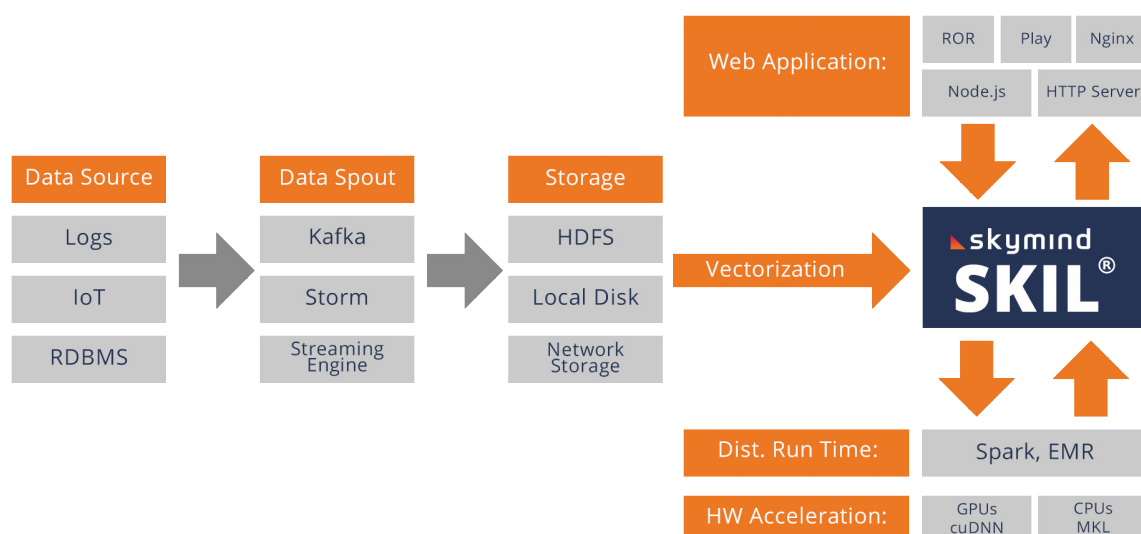 Web Application:
ROR
Play
Nginx
Node.js
HTTP Server
Data Source
Logs
IoT
RDBMS
Data Spout
Kafka
Storm
Streaming
Engine
Storage
HDFS
Local Disk
Network
Storage
Vectorization
skymind
SKIL®
Dist. Run Time:
Spark, EMR
HW Acceleration:
GPUs
cuDNN
CPUs
MKL